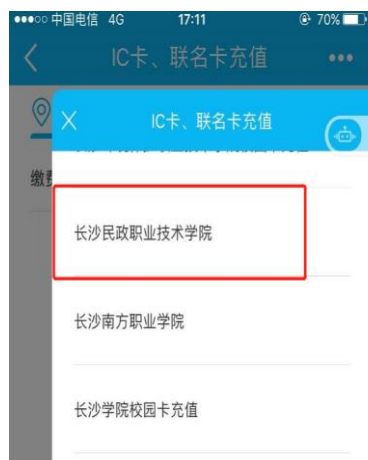 中国电信 4G 17:11 70%
IC卡、联名卡充值
IC卡、联名卡充值
缴费
长沙民政职业技术学院
长沙南方职业学院
长沙学院校园卡充值